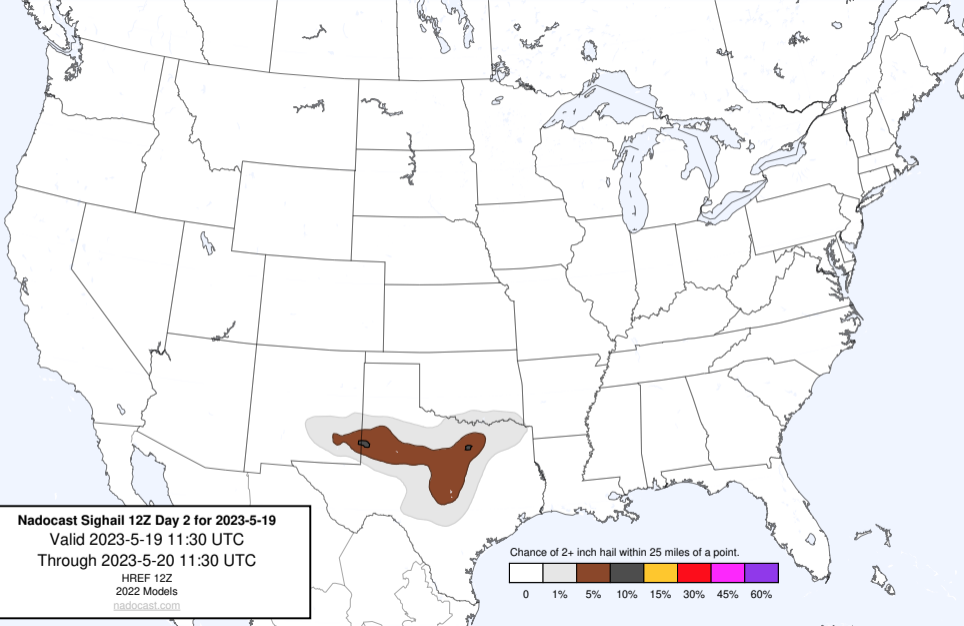 Nadocast Sighail 12Z Day 2 for 2023-5-19
Valid 2023-5-19 11:30 UTC
Through 2023-5-20 11:30 UTC
HREF 12Z
2022 Models
nadocast.com
Chance of 2+ inch hail within 25 miles of a point.
0 1% 5% 10% 15% 30% 45% 60%